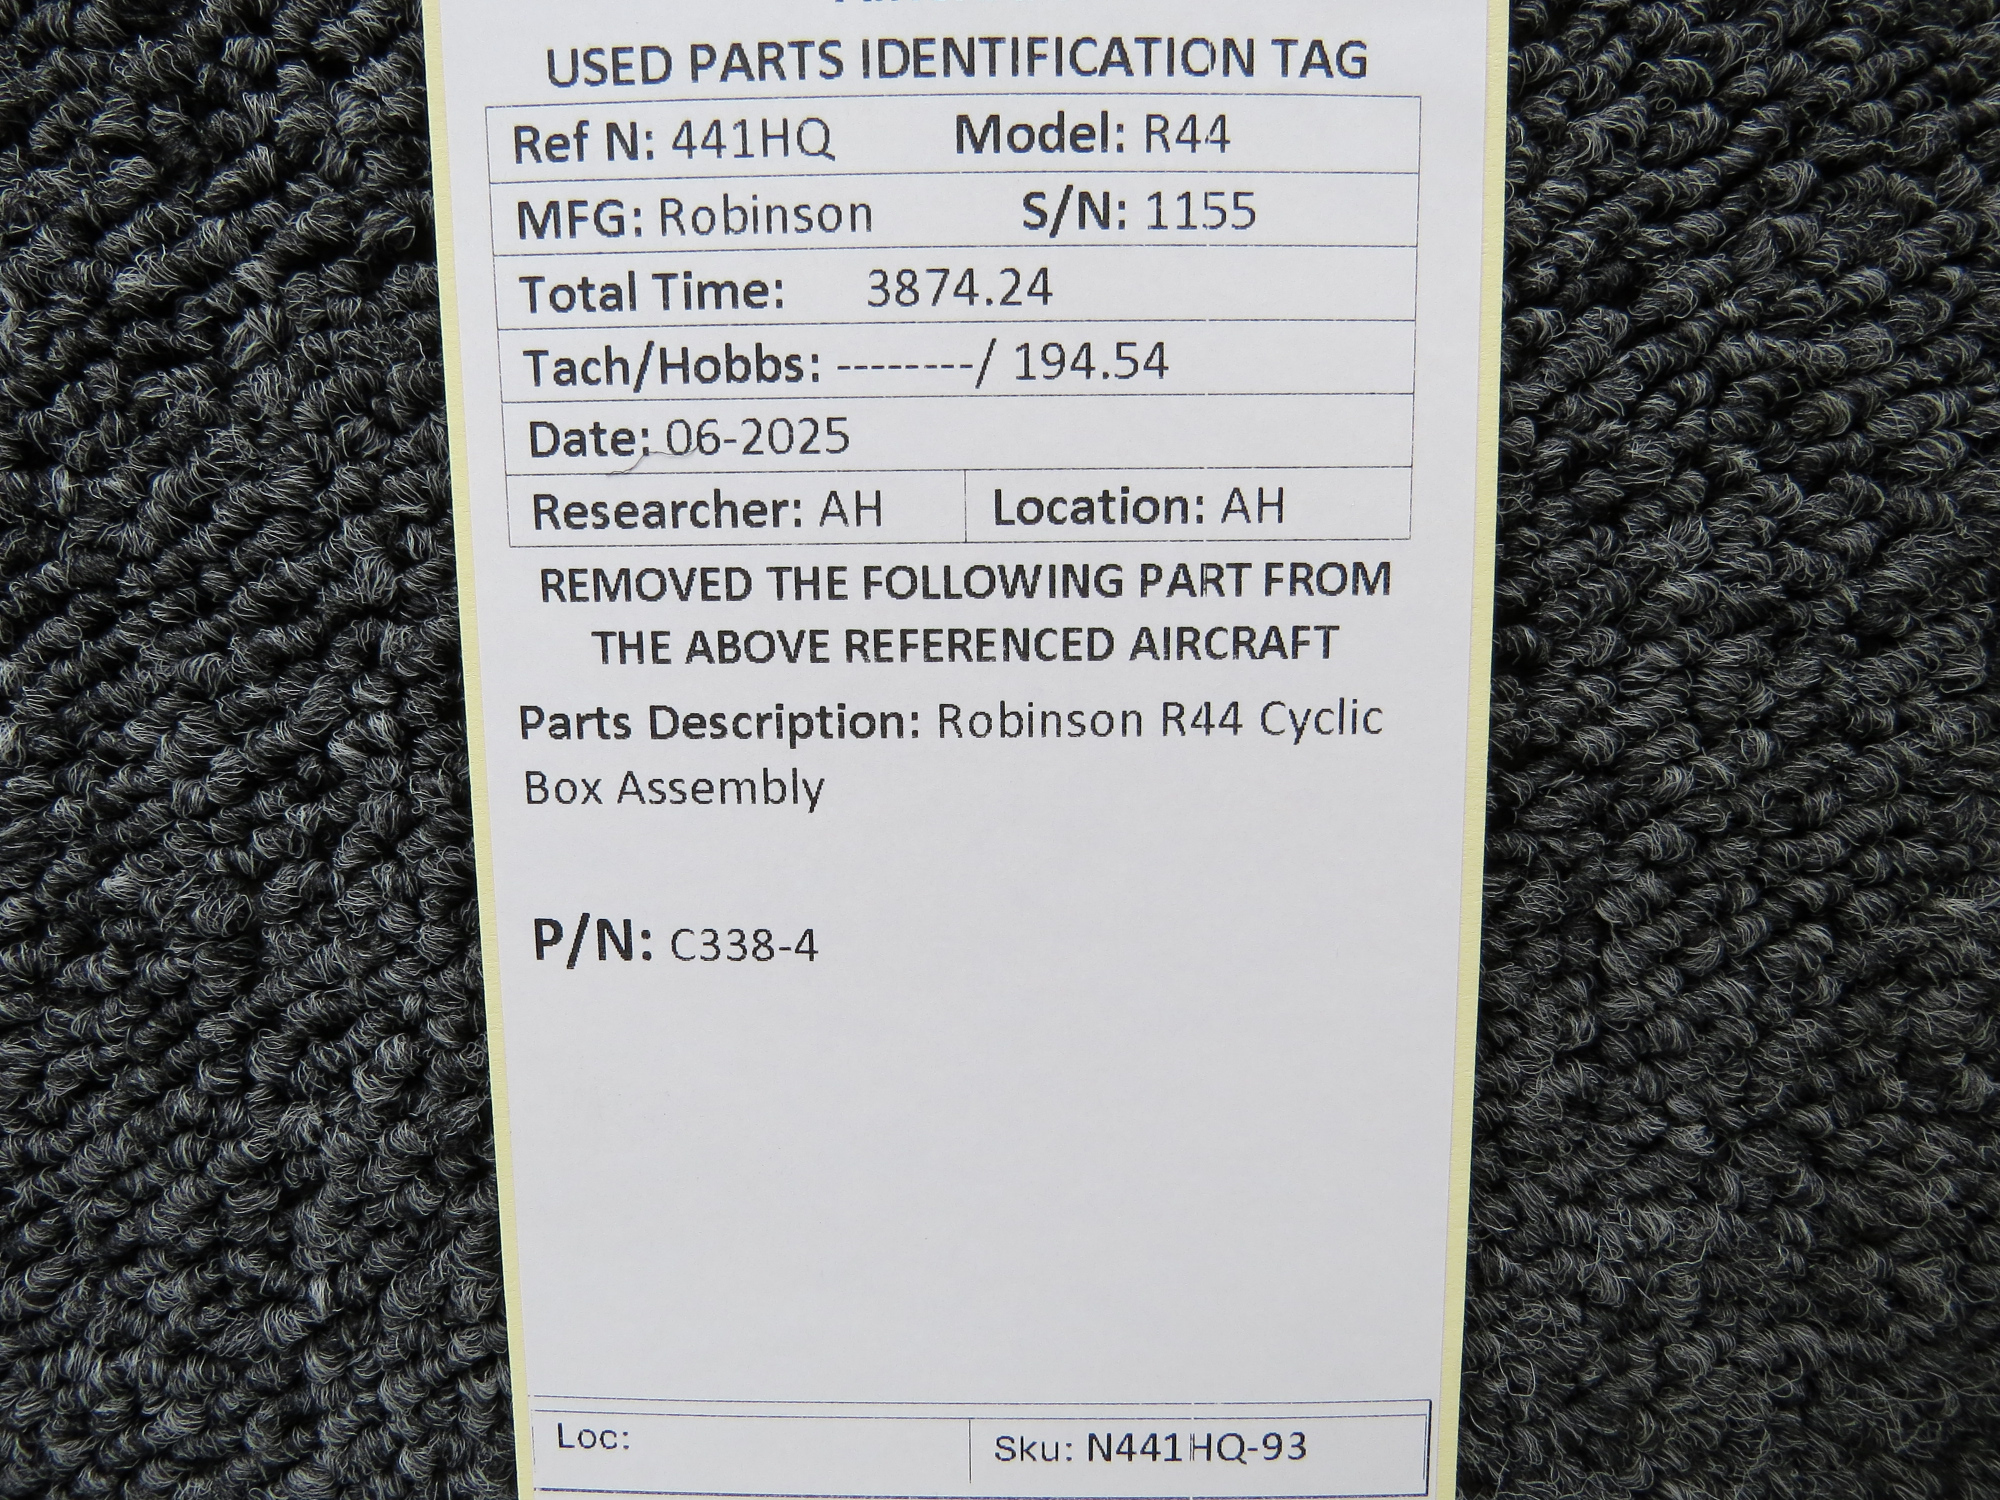 USED PARTS IDENTIFICATION TAG
Ref N: 441HQ Model: R44
MFG: Robinson S/N: 1155
Total Time: 3874.24
Tach/Hobbs: --------/ 194.54
Date: 06-2025
Researcher: AH Location: AH
REMOVED THE FOLLOWING PART FROM
THE ABOVE REFERENCED AIRCRAFT
Parts Description: Robinson R44 Cyclic
Box Assembly
P/N: C338-4
Loc: Sku: N441HQ-93